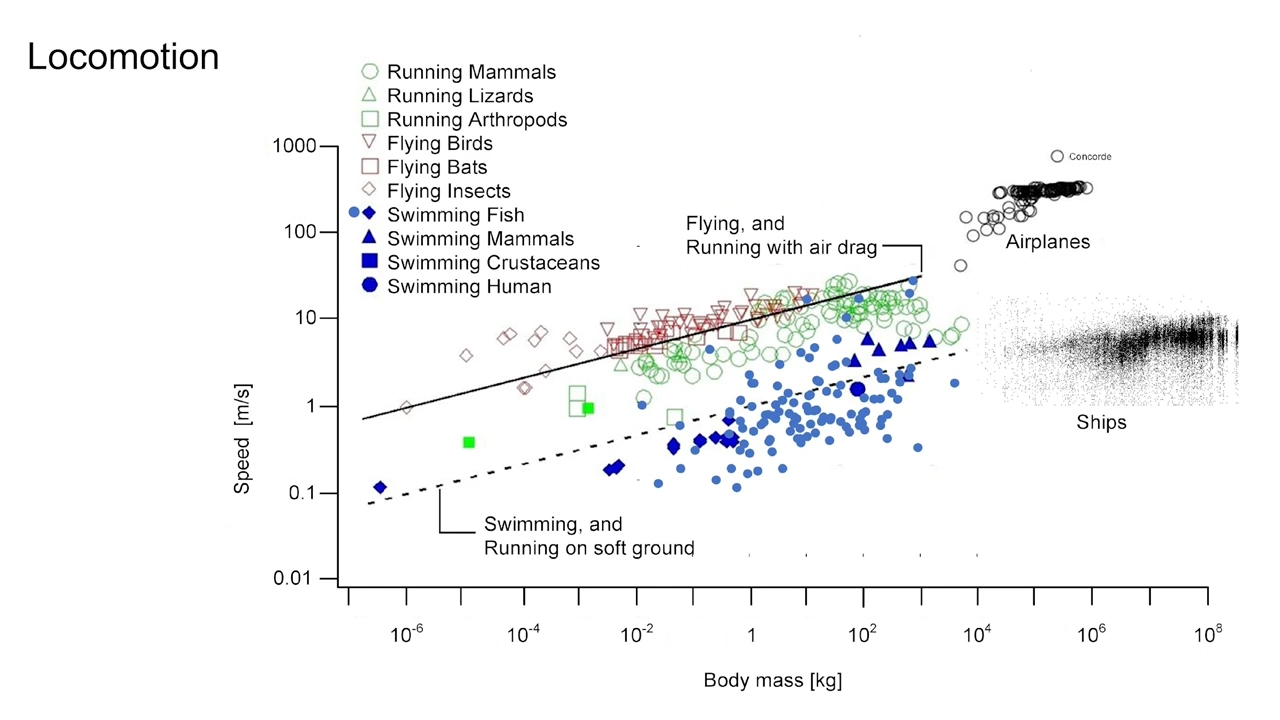 Locomotion
Running Mammals
Running Lizards
Running Arthropods
Flying Birds
Flying Bats
Flying Insects
Swimming Fish
Swimming Mammals
Swimming Crustaceans
Swimming Human
1000
100
10
1
0.1
0.01
Speed [m/s]
Flying, and
Running with air drag
Concorde
Airplanes
Ships
Swimming, and
Running on soft ground
10⁻⁶
10⁻⁴
10⁻²
1
10²
10⁴
10⁶
10⁸
Body mass [kg]